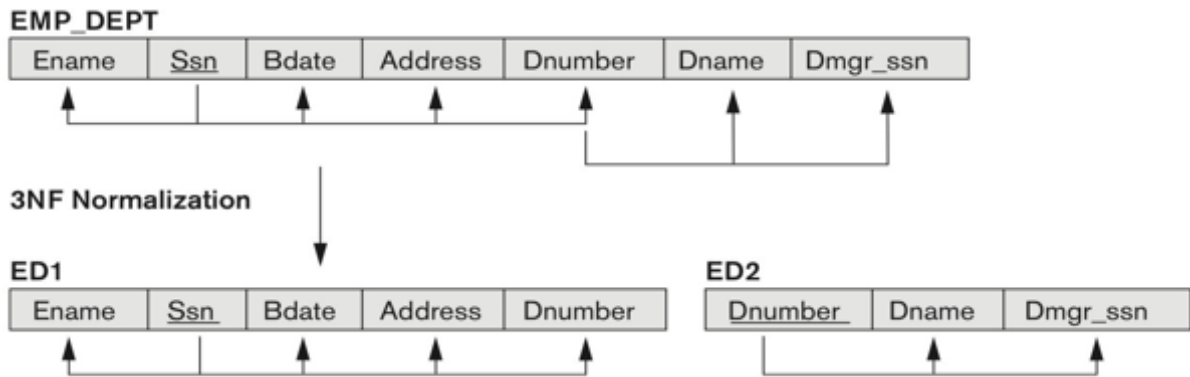 EMP_DEPT
Ename Ssn Bdate Address Dnumber Dname Dmgr_ssn
3NF Normalization
ED1 ED2
Ename Ssn Bdate Address Dnumber Dnumber Dname Dmgr_ssn